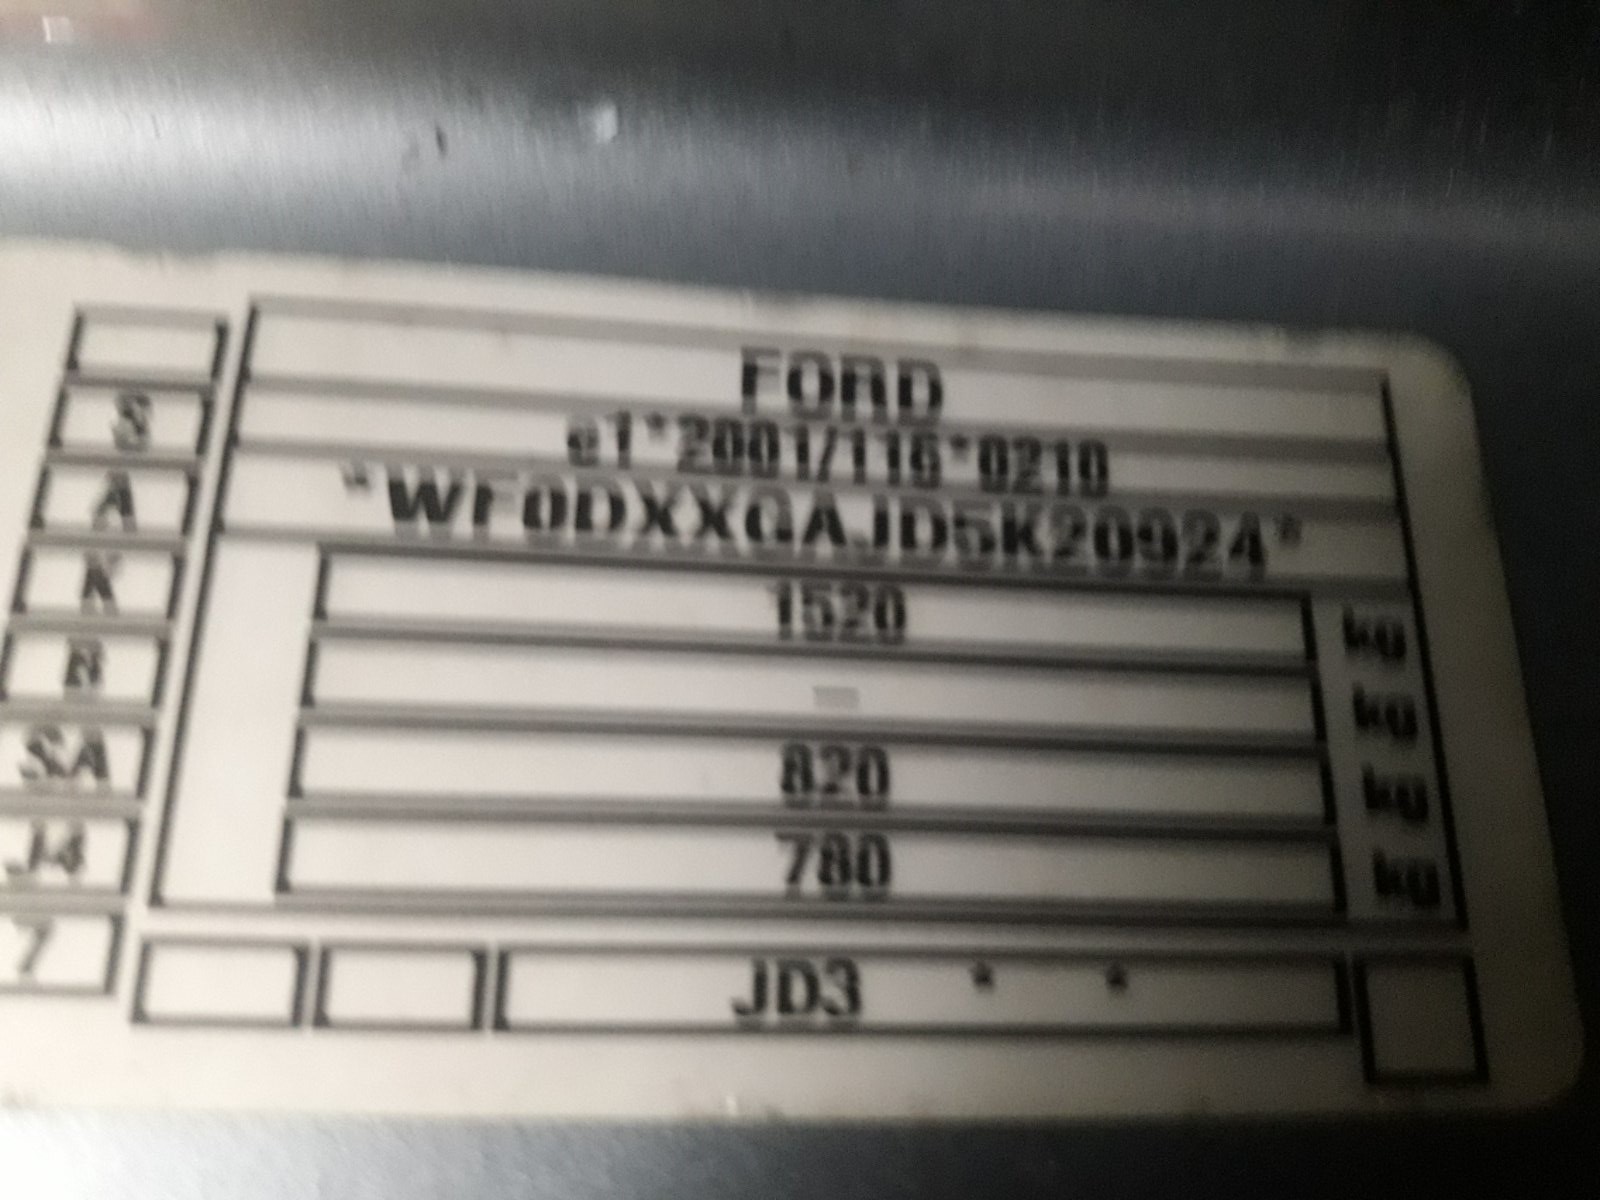 FORD
e1*2001/116*0210
*WF0DXXGAJD5K20924*
S
A
K
B
SA
J4
7
1520 kg
- kg
820 kg
780 kg
JD3 * *